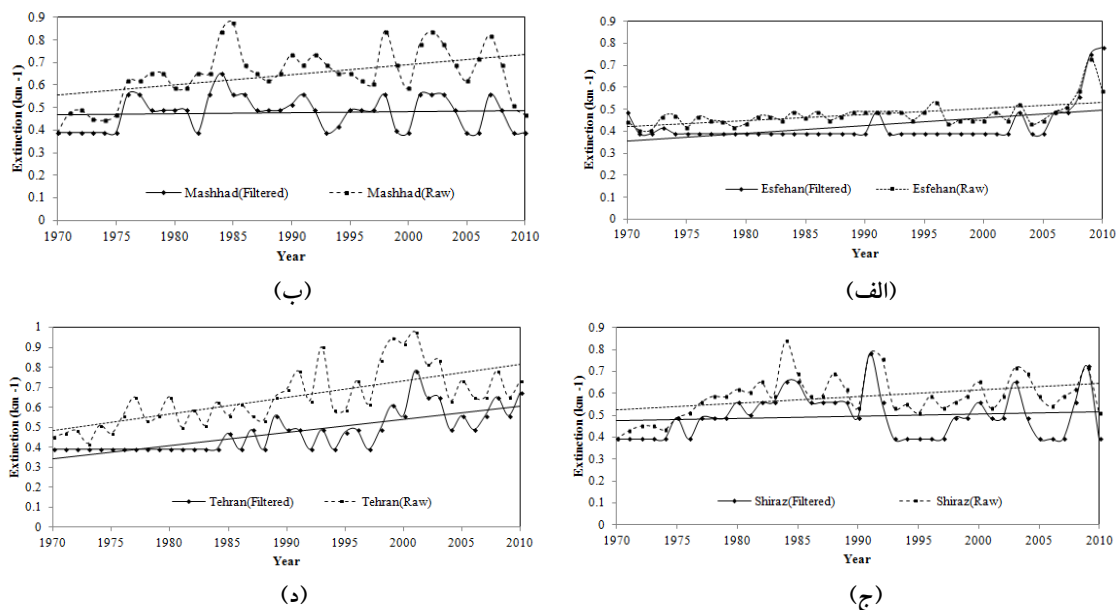 0.9
0.8
0.7
0.6
0.5
0.4
0.3
0.2
0.1
0
Extinction (km -1)
Mashhad(Filtered) Mashhad(Raw)
1970 1975 1980 1985 1990 1995 2000 2005 2010
Year
(ب)
0.9
0.8
0.7
0.6
0.5
0.4
0.3
0.2
0.1
0
Extinction (km -1)
Esfehan(Filtered) Esfehan(Raw)
1970 1975 1980 1985 1990 1995 2000 2005 2010
Year
(الف)
1
0.9
0.8
0.7
0.6
0.5
0.4
0.3
0.2
0.1
0
Extinction (km -1)
Tehran(Filtered) Tehran(Raw)
1970 1975 1980 1985 1990 1995 2000 2005 2010
Year
(د)
0.9
0.8
0.7
0.6
0.5
0.4
0.3
0.2
0.1
0
Extinction (km -1)
Shiraz(Filtered) Shiraz(Raw)
1970 1975 1980 1985 1990 1995 2000 2005 2010
Year
(ج)